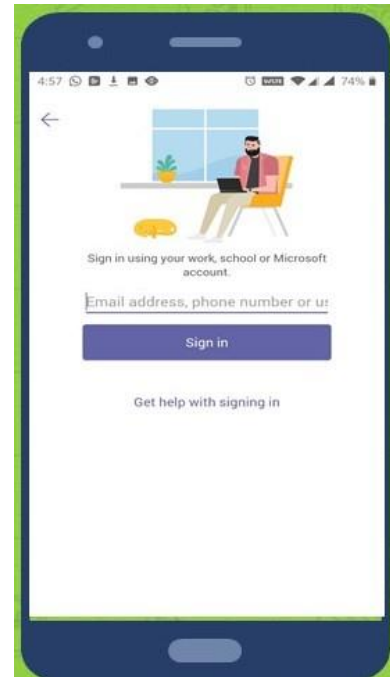 4:57 74%
Sign in using your work, school or Microsoft
account.
Email address, phone number or us
Sign in
Get help with signing in